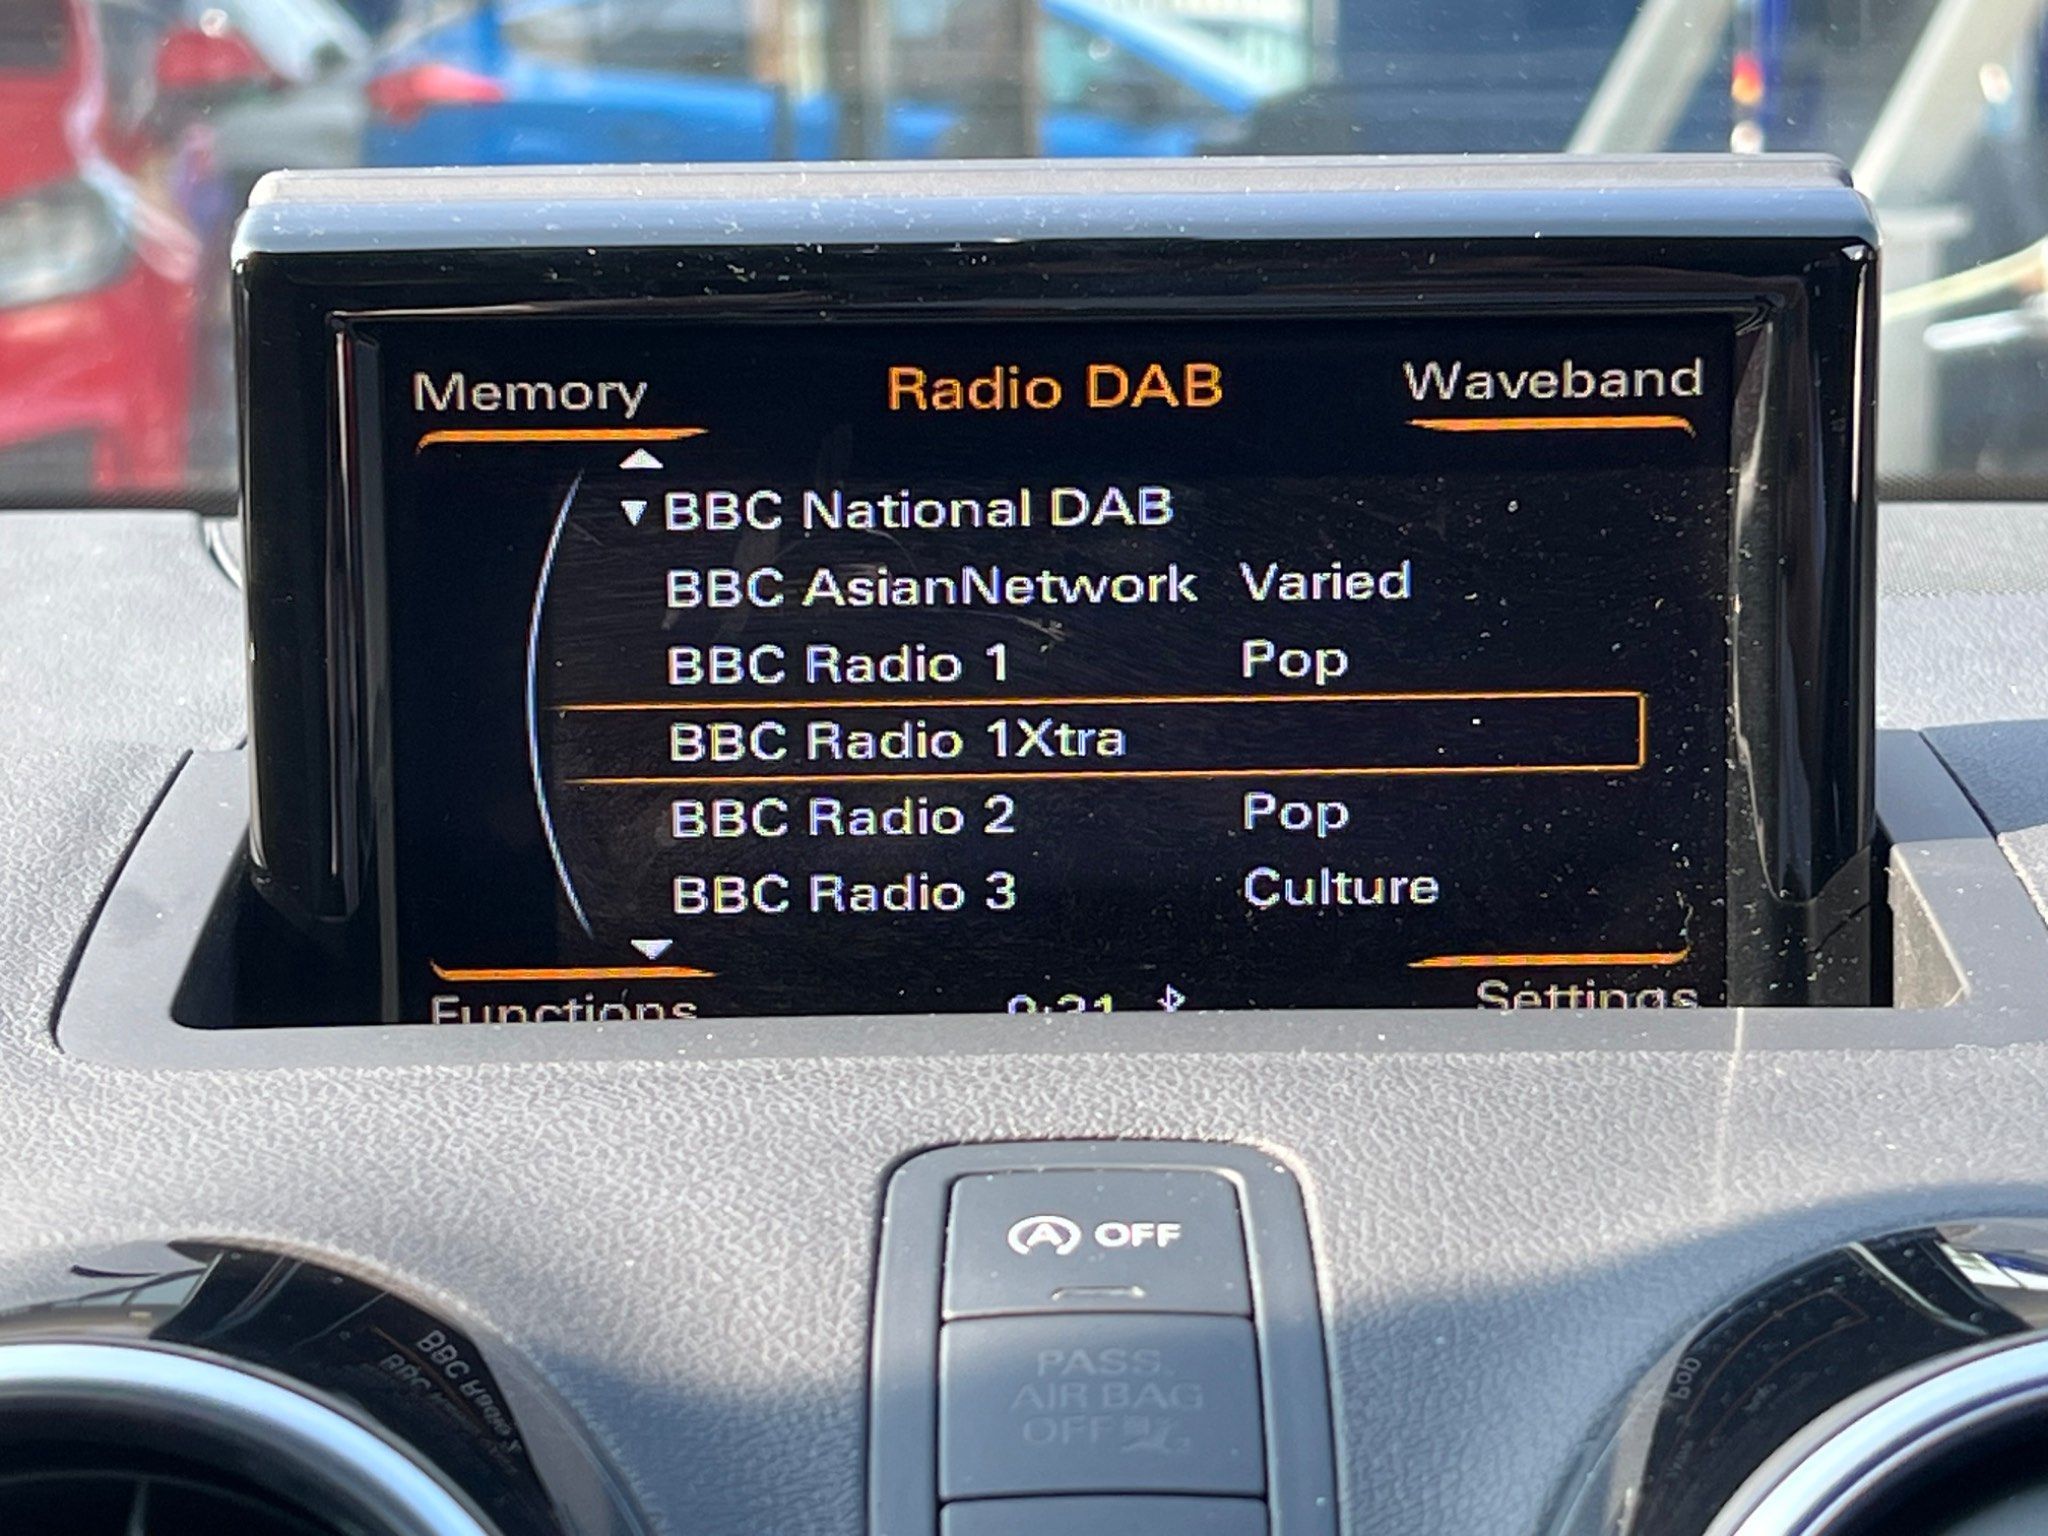 Memory Radio DAB Waveband
BBC National DAB
BBC AsianNetwork Varied
BBC Radio 1 Pop
BBC Radio 1Xtra
BBC Radio 2 Pop
BBC Radio 3 Culture
Functions Settings
A OFF
PASS.
AIR BAG
OFF